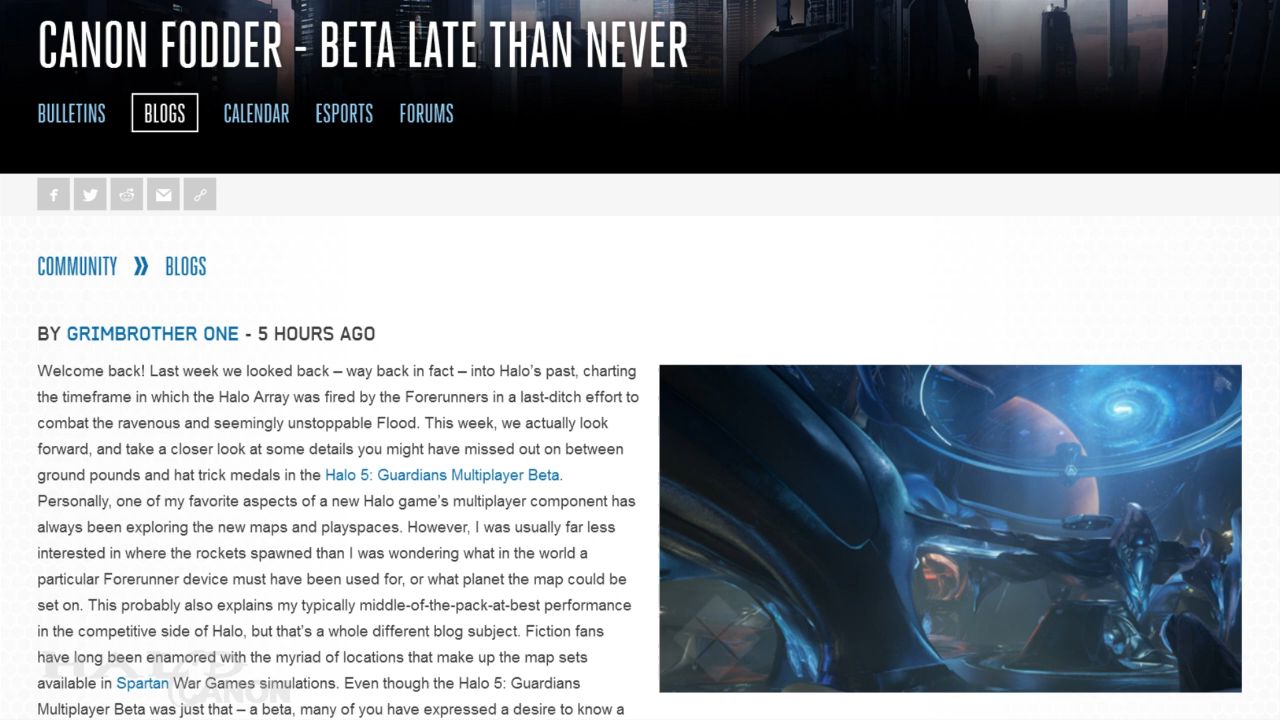 CANON FODDER - BETA LATE THAN NEVER
BULLETINS BLOGS CALENDAR ESPORTS FORUMS
COMMUNITY » BLOGS
BY GRIMBROTHER ONE - 5 HOURS AGO
Welcome back! Last week we looked back – way back in fact – into Halo's past, charting
the timeframe in which the Halo Array was fired by the Forerunners in a last-ditch effort to
combat the ravenous and seemingly unstoppable Flood. This week, we actually look
forward, and take a closer look at some details you might have missed out on between
ground pounds and hat trick medals in the Halo 5: Guardians Multiplayer Beta.
Personally, one of my favorite aspects of a new Halo game's multiplayer component has
always been exploring the new maps and playspaces. However, I was usually far less
interested in where the rockets spawned than I was wondering what in the world a
particular Forerunner device must have been used for, or what planet the map could be
set on. This probably also explains my typically middle-of-the-pack-at-best performance
in the competitive side of Halo, but that's a whole different blog subject. Fiction fans
have long been enamored with the myriad of locations that make up the map sets
available in Spartan War Games simulations. Even though the Halo 5: Guardians
Multiplayer Beta was just that – a beta, many of you have expressed a desire to know a
HALO
CANON